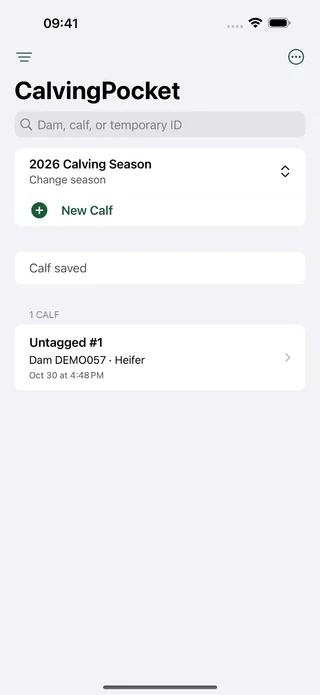 09:41
CalvingPocket
Dam, calf, or temporary ID
2026 Calving Season
Change season
New Calf
Calf saved
1 CALF
Untagged #1
Dam DEMO057 · Heifer
Oct 30 at 4:48 PM